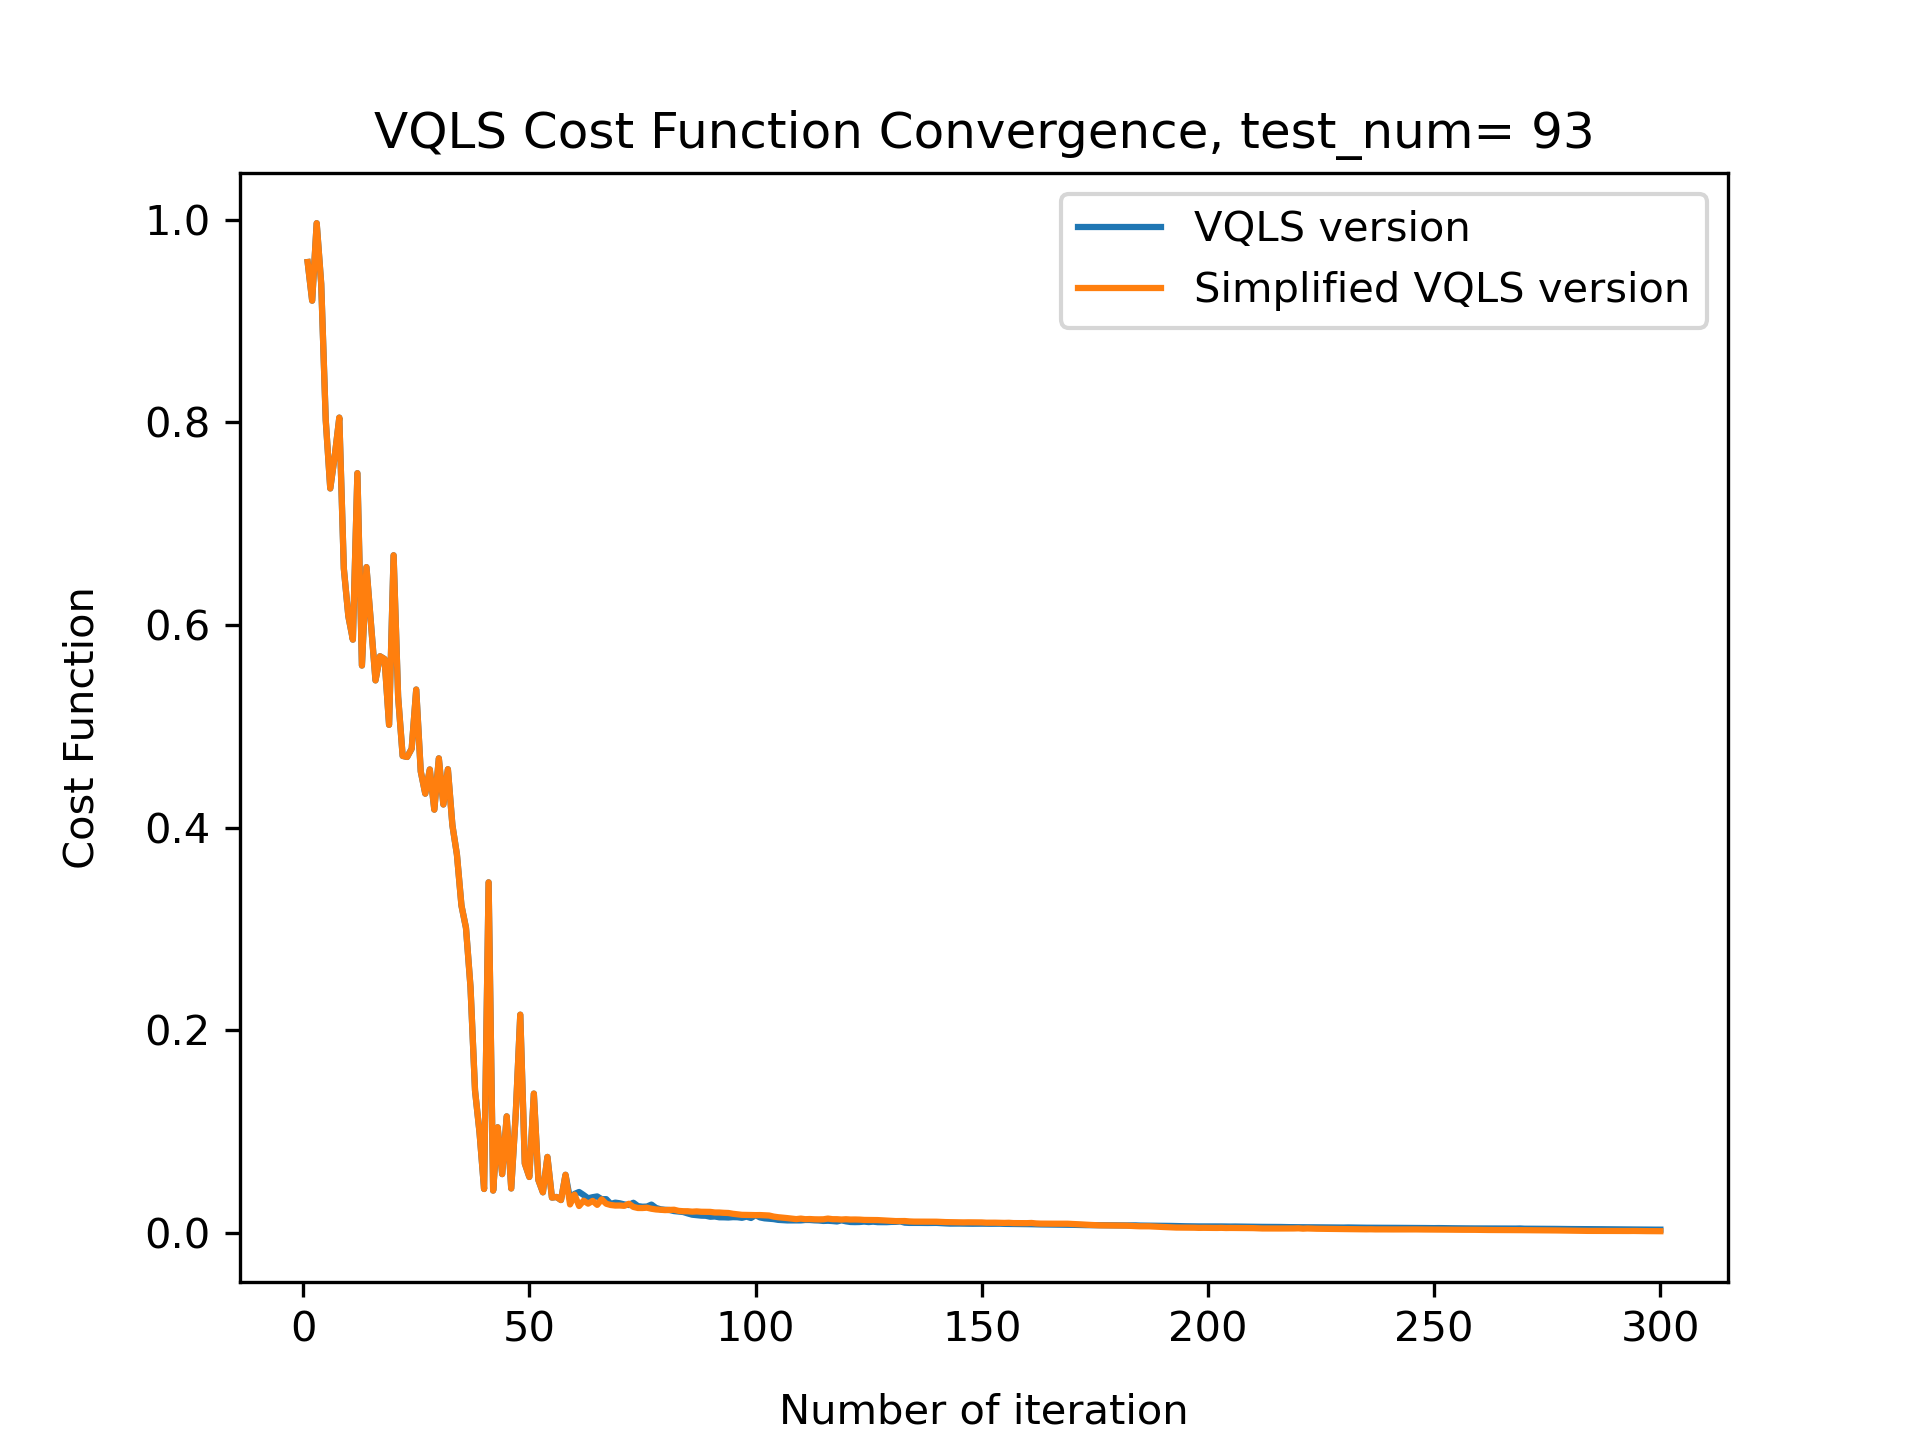 VQLS Cost Function Convergence, test_num= 93
VQLS version
Simplified VQLS version
1.0
0.8
0.6
0.4
0.2
0.0
Cost Function
0 50 100 150 200 250 300
Number of iteration